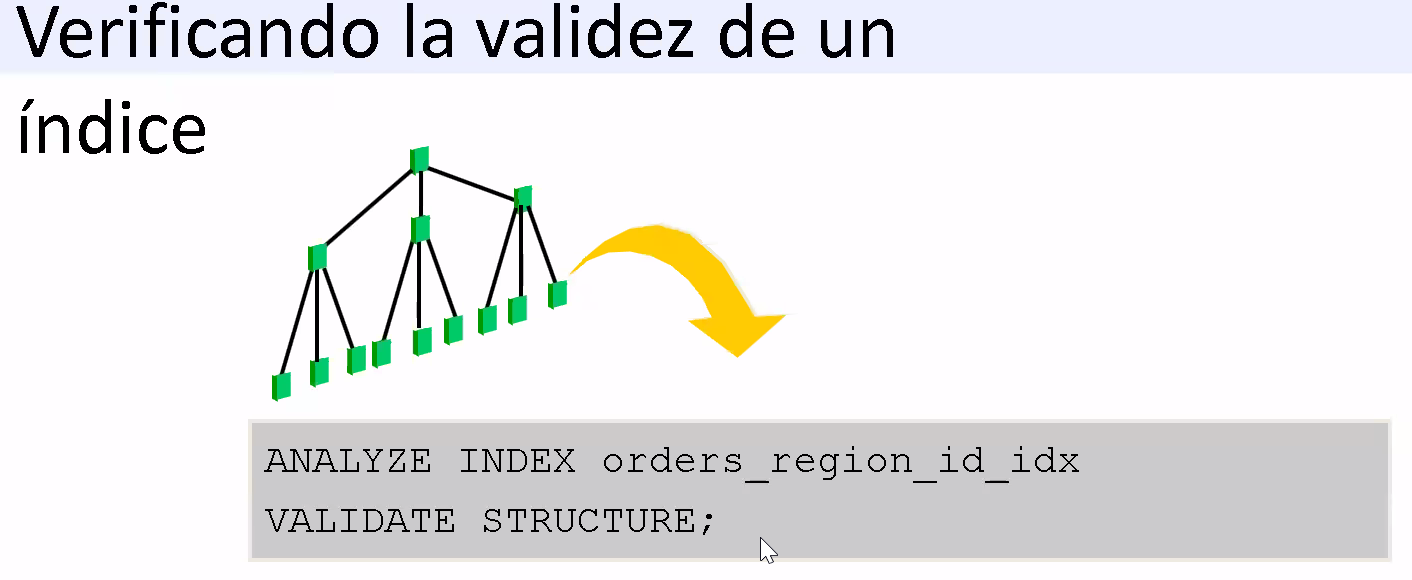 Verificando la validez de un
índice
ANALYZE INDEX orders_region_id_idx
VALIDATE STRUCTURE;